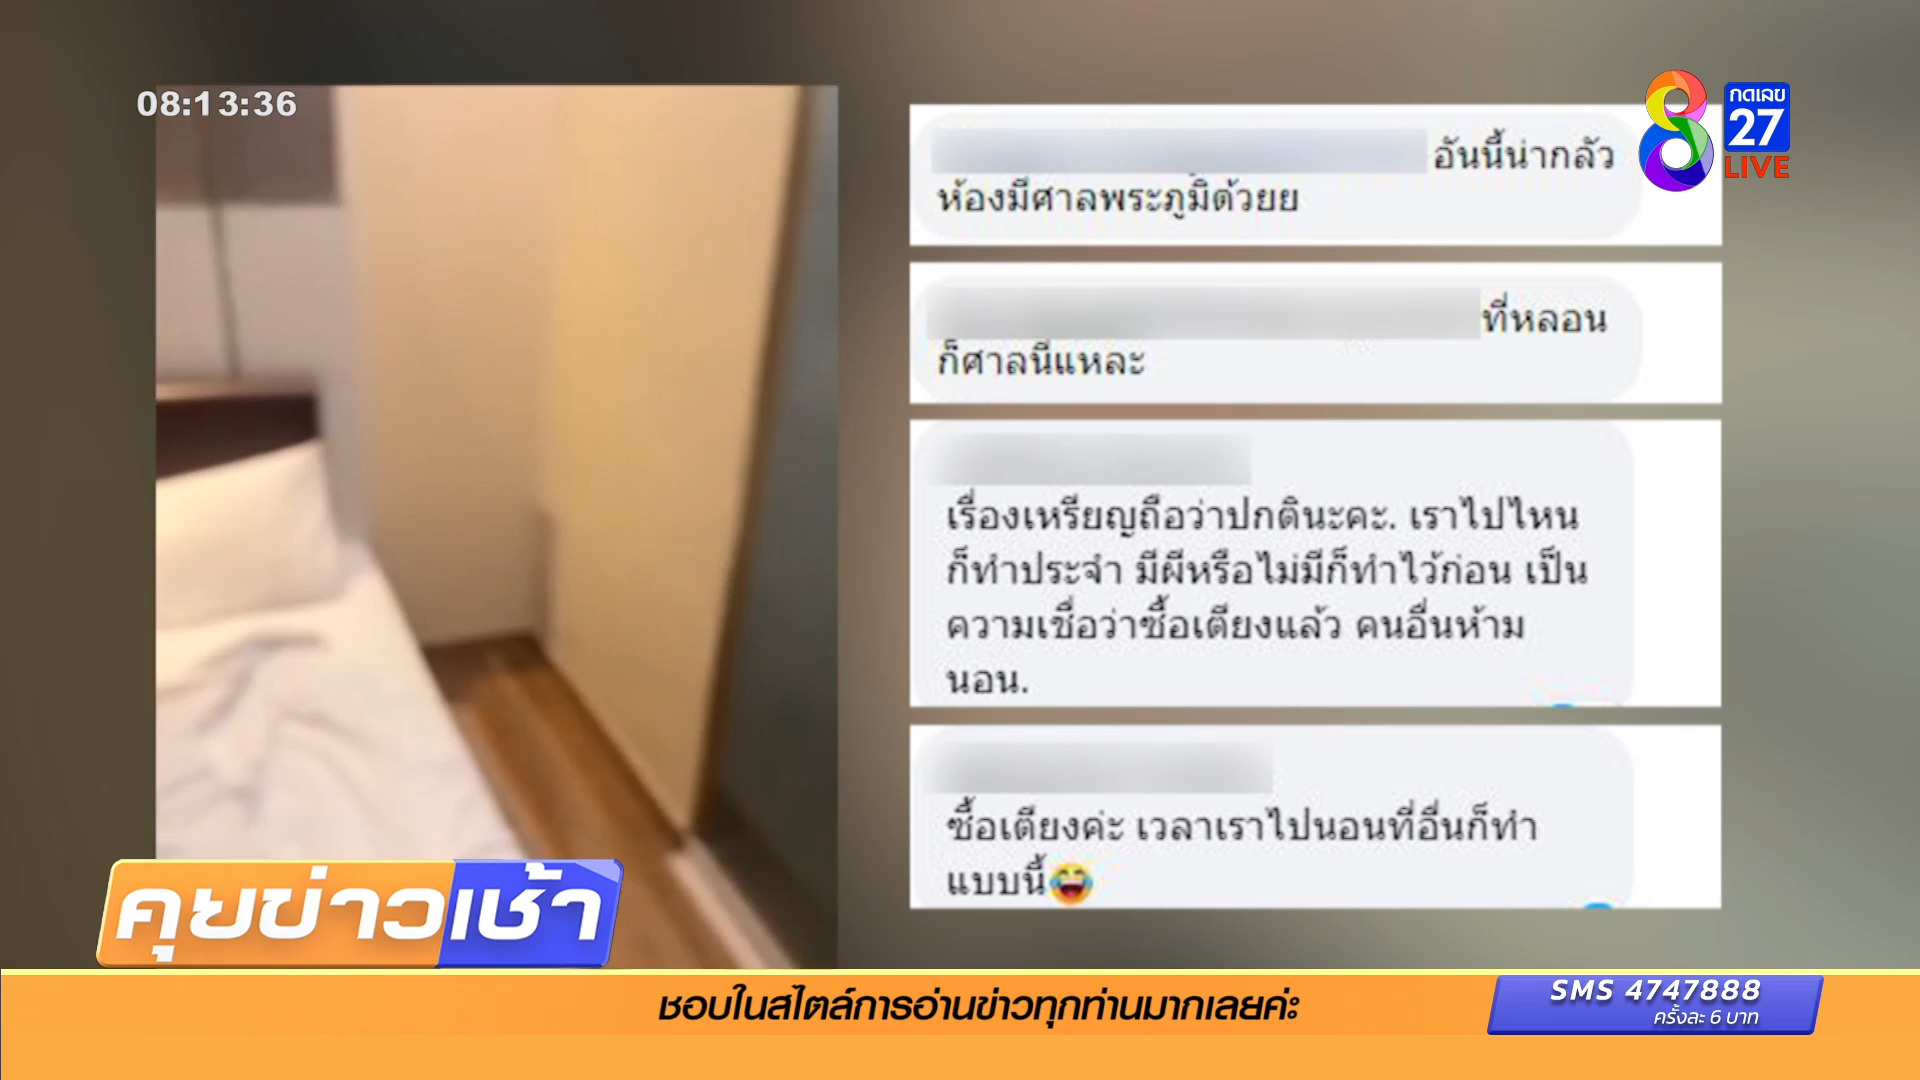 08:13:36
8
กดเลข
27
LIVE
อันนี้น่ากลัว
ห้องมีศาลพระภูมิด้วยย
ที่หลอน
ก็ศาลนี่แหละ
เรื่องเหรียญถือว่าปกตินะคะ. เราไปไหน
ก็ทำประจำ มีผีหรือไม่มีก็ทำไว้ก่อน เป็น
ความเชื่อว่าซื้อเตียงแล้ว คนอื่นห้าม
นอน.
ซื้อเตียงค่ะ เวลาเราไปนอนที่อื่นก็ทำ
แบบนี้😂
คุยข่าวเช้า
ชอบในสไตล์การอ่านข่าวทุกท่านมากเลยค่ะ
SMS 4747888
ครั้งละ 6 บาท